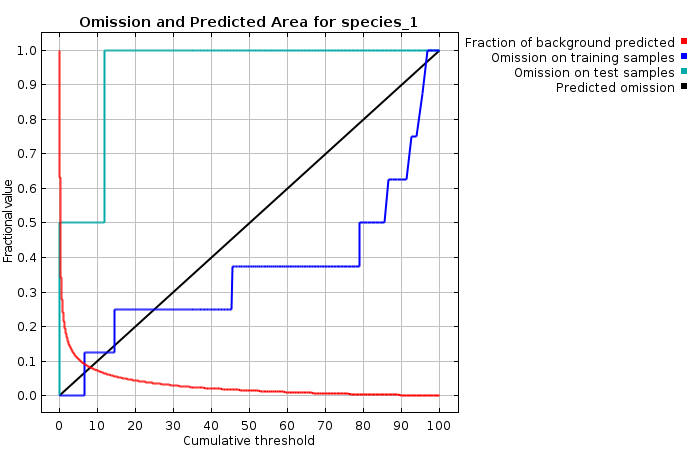 Omission and Predicted Area for species_1
Fraction of background predicted
Omission on training samples
Omission on test samples
Predicted omission
Fractional value
1.0
0.9
0.8
0.7
0.6
0.5
0.4
0.3
0.2
0.1
0.0
0 10 20 30 40 50 60 70 80 90 100
Cumulative threshold